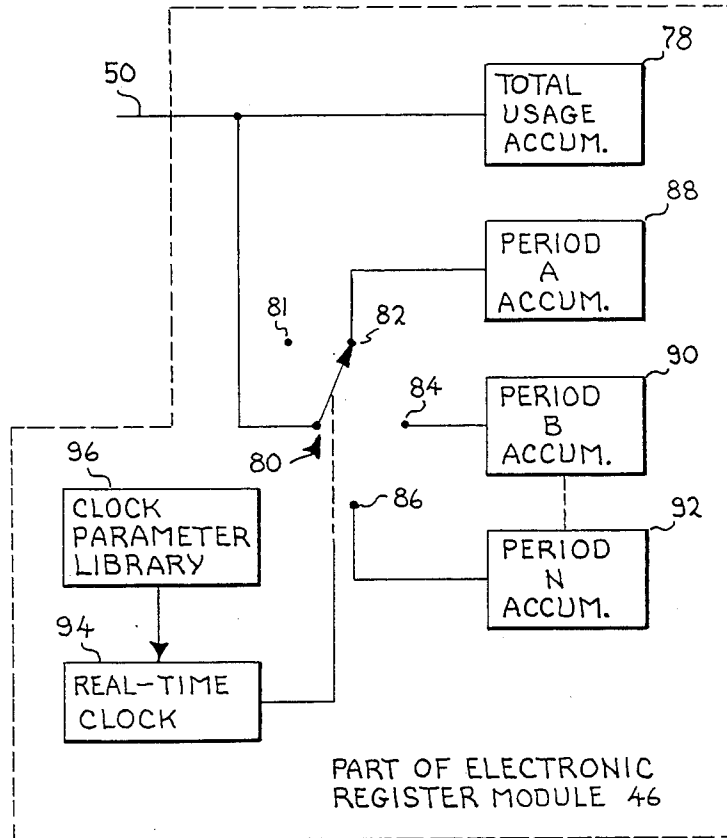 78
50
TOTAL
USAGE
ACCUM.
88
PERIOD
A
ACCUM.
81
82
90
84
PERIOD
B
ACCUM.
80
96
CLOCK
PARAMETER
LIBRARY
86
92
PERIOD
N
ACCUM.
94
REAL-TIME
CLOCK
PART OF ELECTRONIC
REGISTER MODULE 46